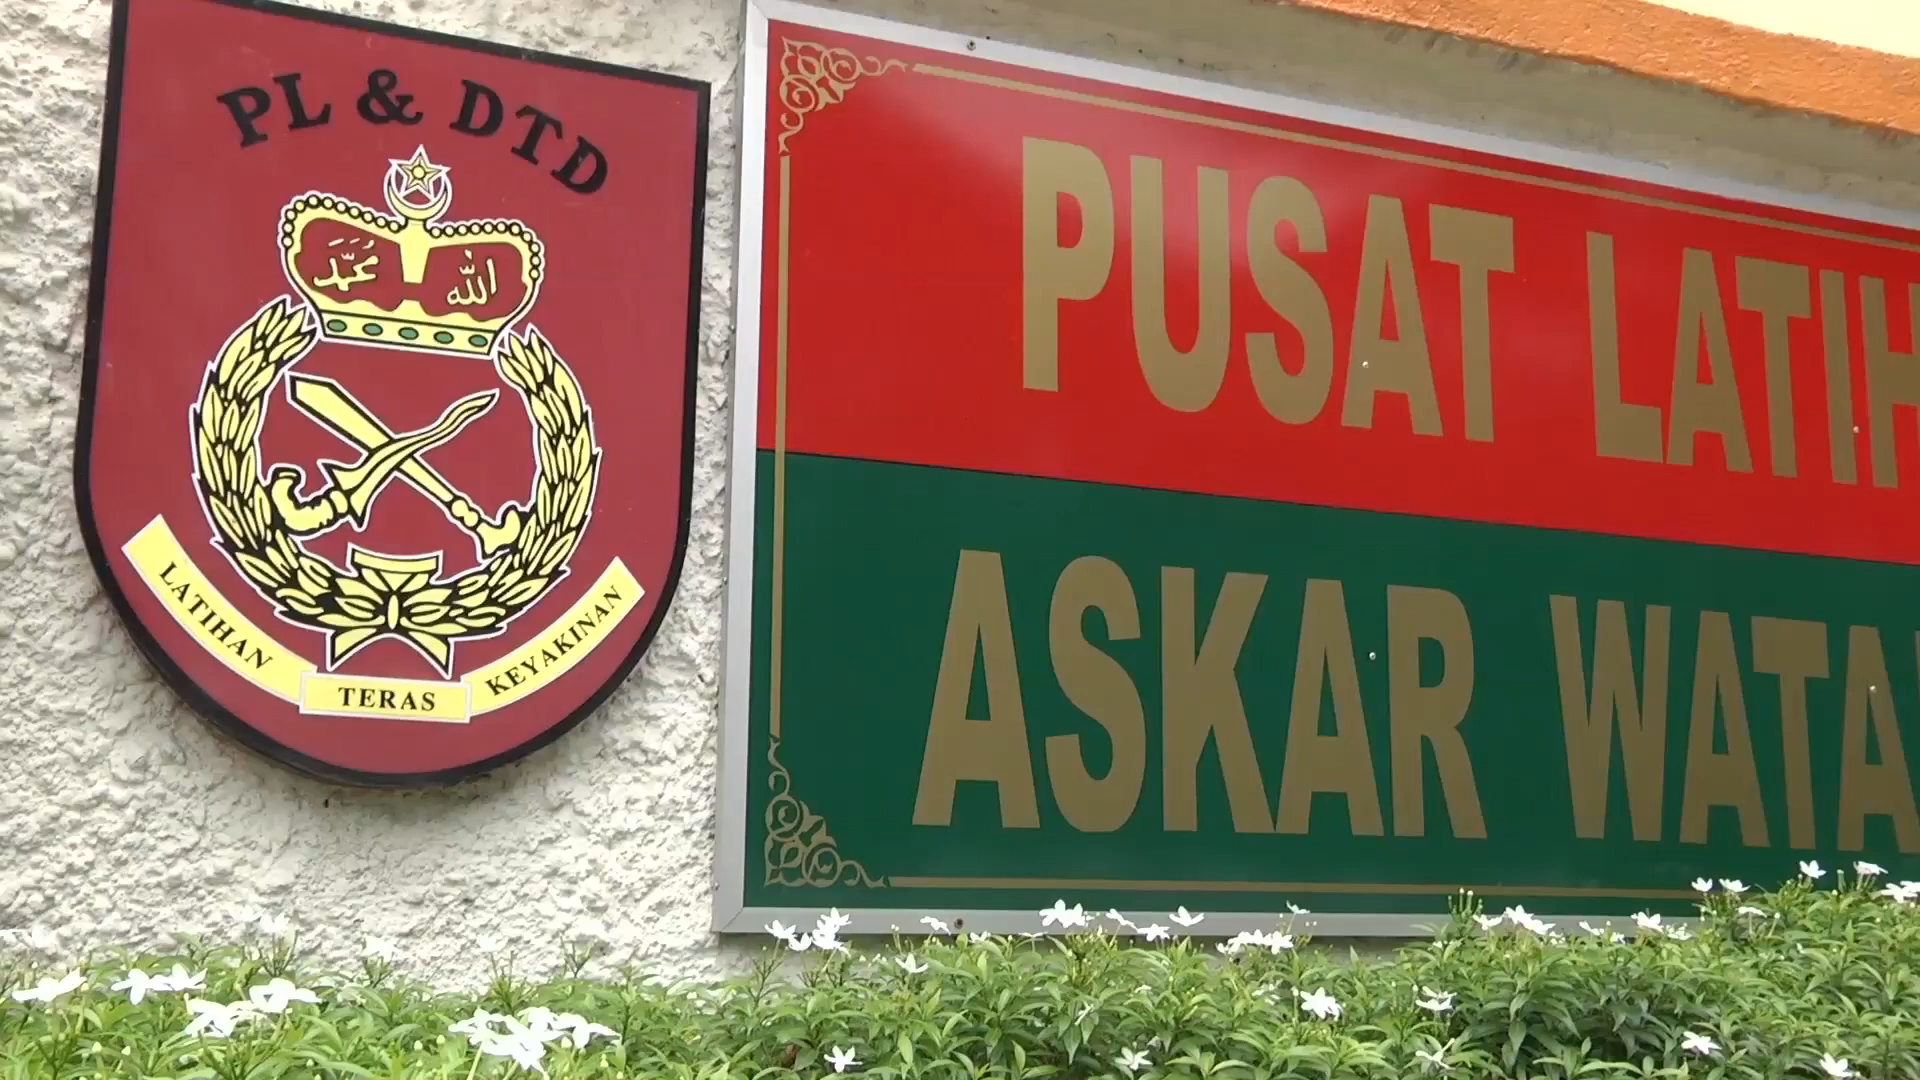 PL & DTD
محمد الله
LATIHAN TERAS KEYAKINAN
PUSAT LATIH
ASKAR WATA